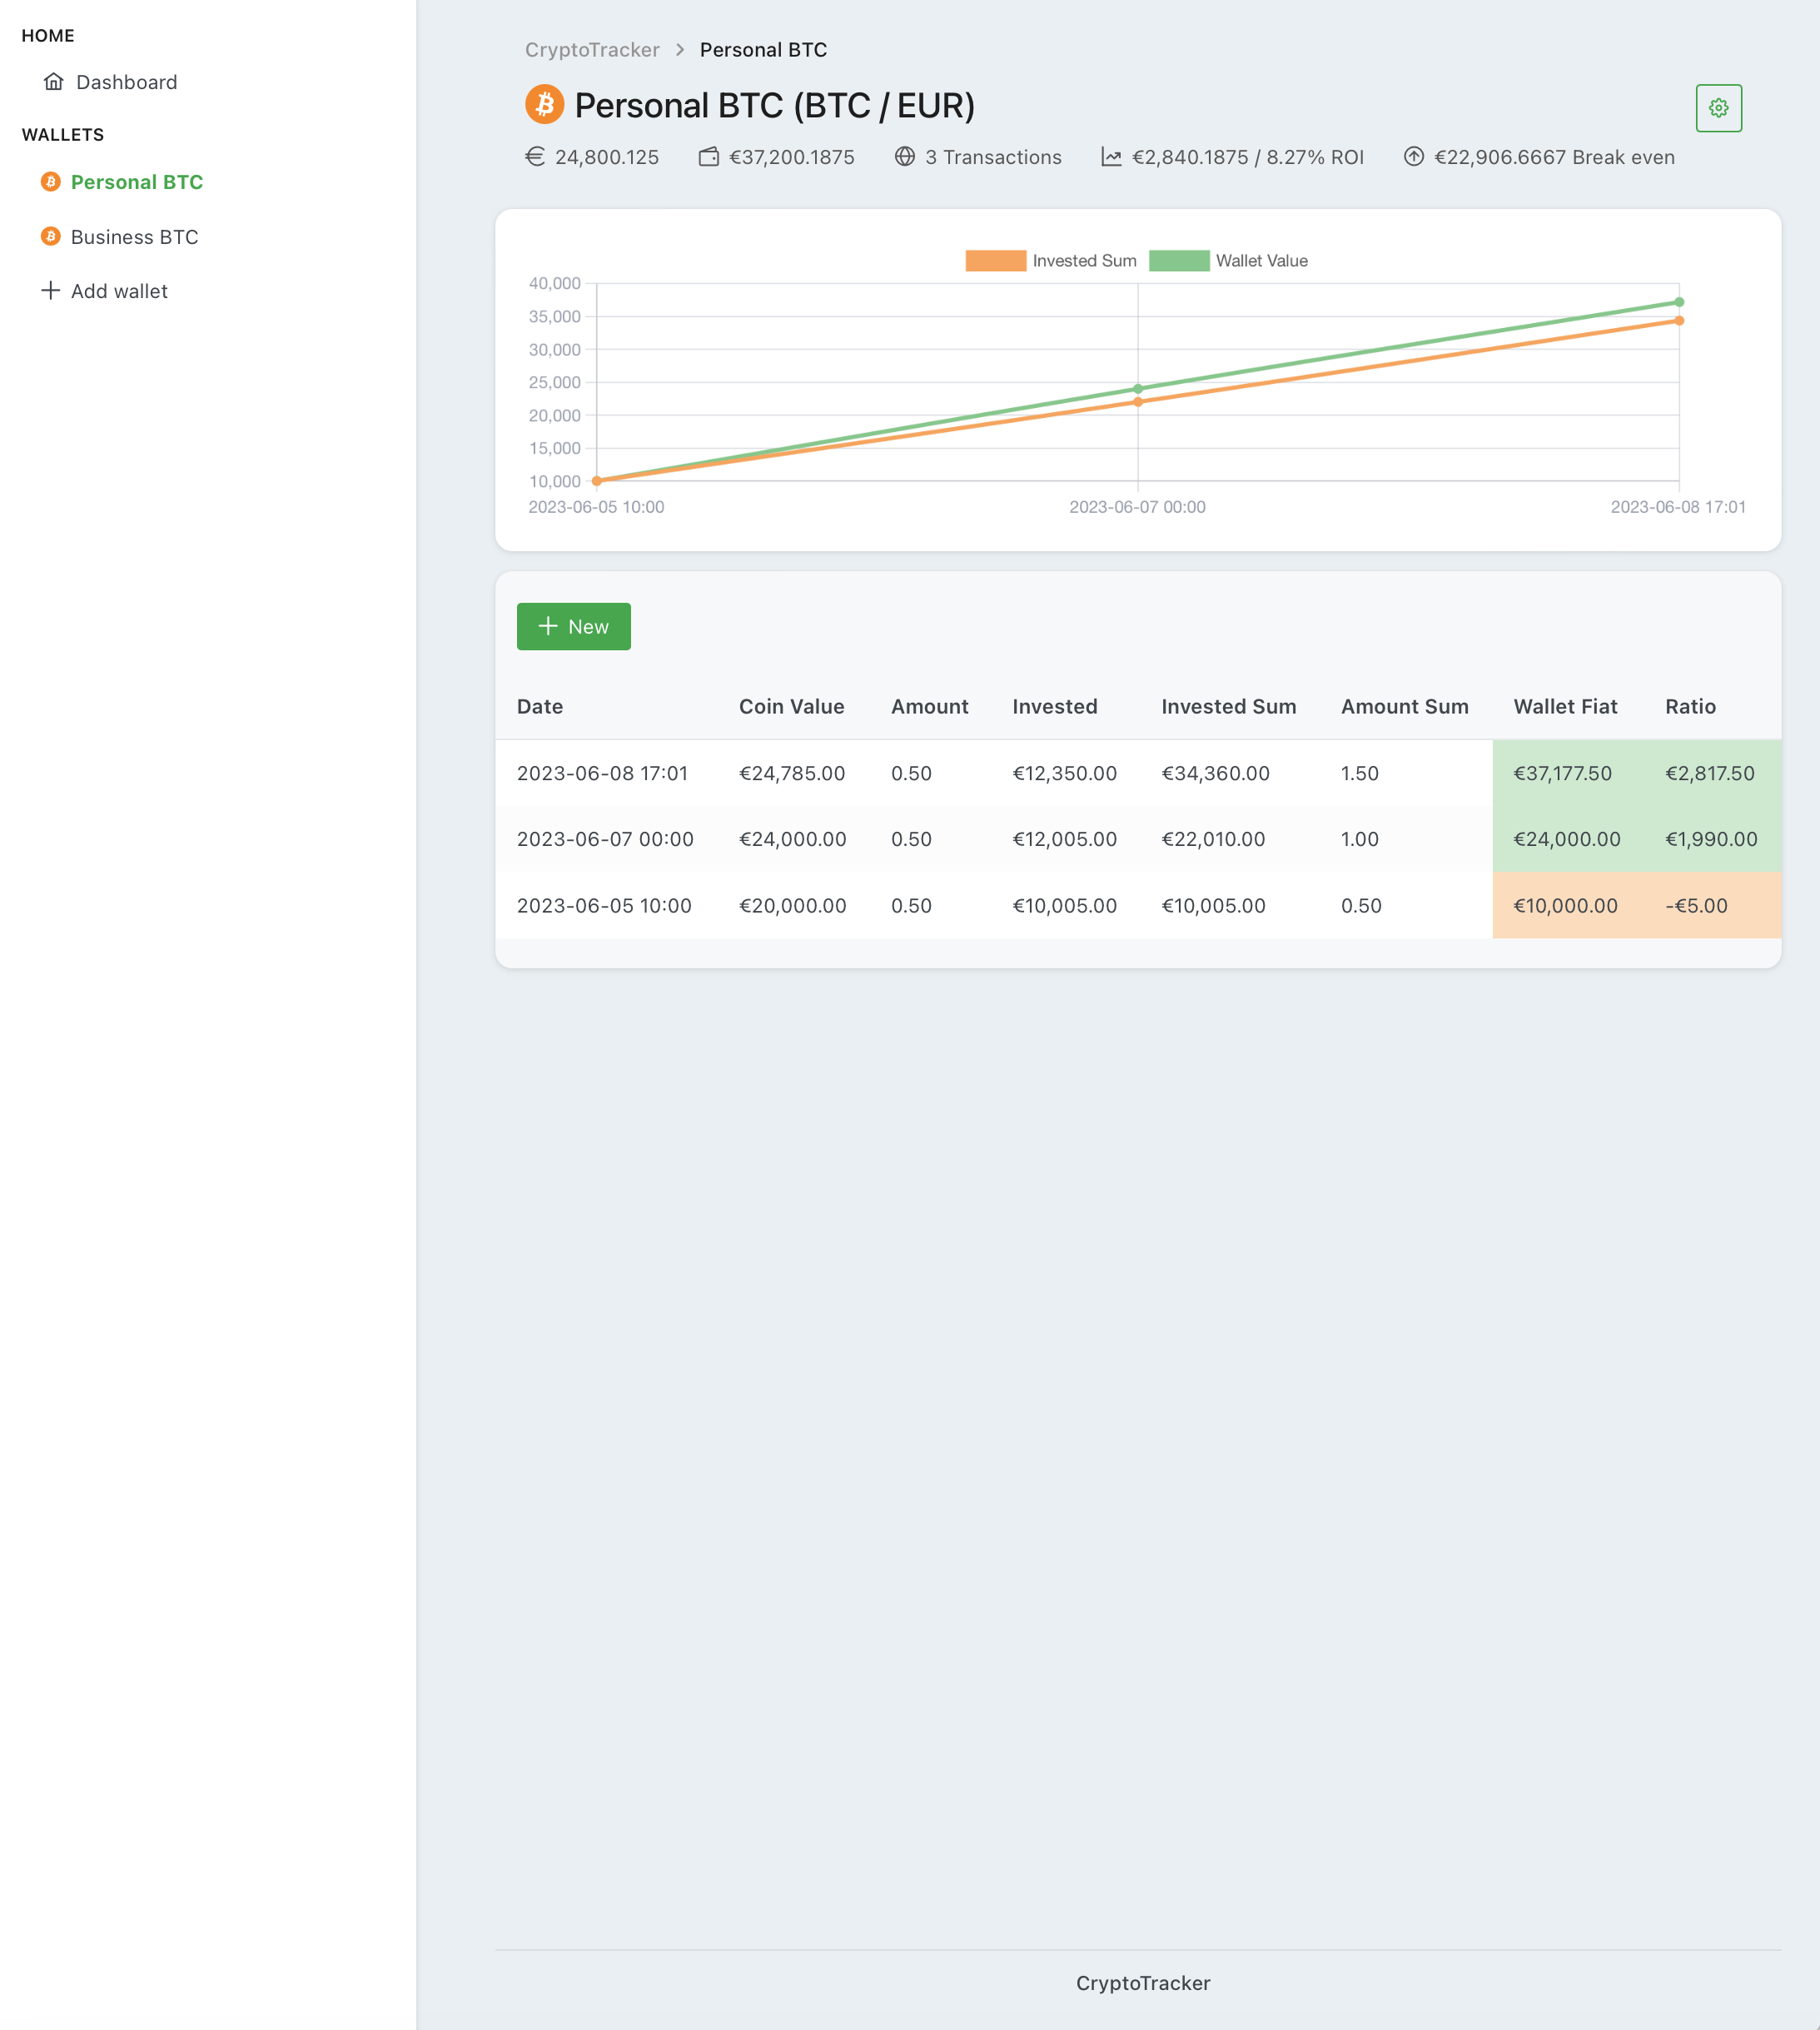 HOME
Dashboard
WALLETS
Personal BTC
Business BTC
Add wallet
CryptoTracker > Personal BTC
Personal BTC (BTC / EUR)
€ 24,800.125 €37,200.1875 3 Transactions €2,840.1875 / 8.27% ROI €22,906.6667 Break even
Invested Sum Wallet Value
40,000
35,000
30,000
25,000
20,000
15,000
10,000
2023-06-05 10:00 2023-06-07 00:00 2023-06-08 17:01
+ New
Date Coin Value Amount Invested Invested Sum Amount Sum Wallet Fiat Ratio
2023-06-08 17:01 €24,785.00 0.50 €12,350.00 €34,360.00 1.50 €37,177.50 €2,817.50
2023-06-07 00:00 €24,000.00 0.50 €12,005.00 €22,010.00 1.00 €24,000.00 €1,990.00
2023-06-05 10:00 €20,000.00 0.50 €10,005.00 €10,005.00 0.50 €10,000.00 -€5.00
CryptoTracker